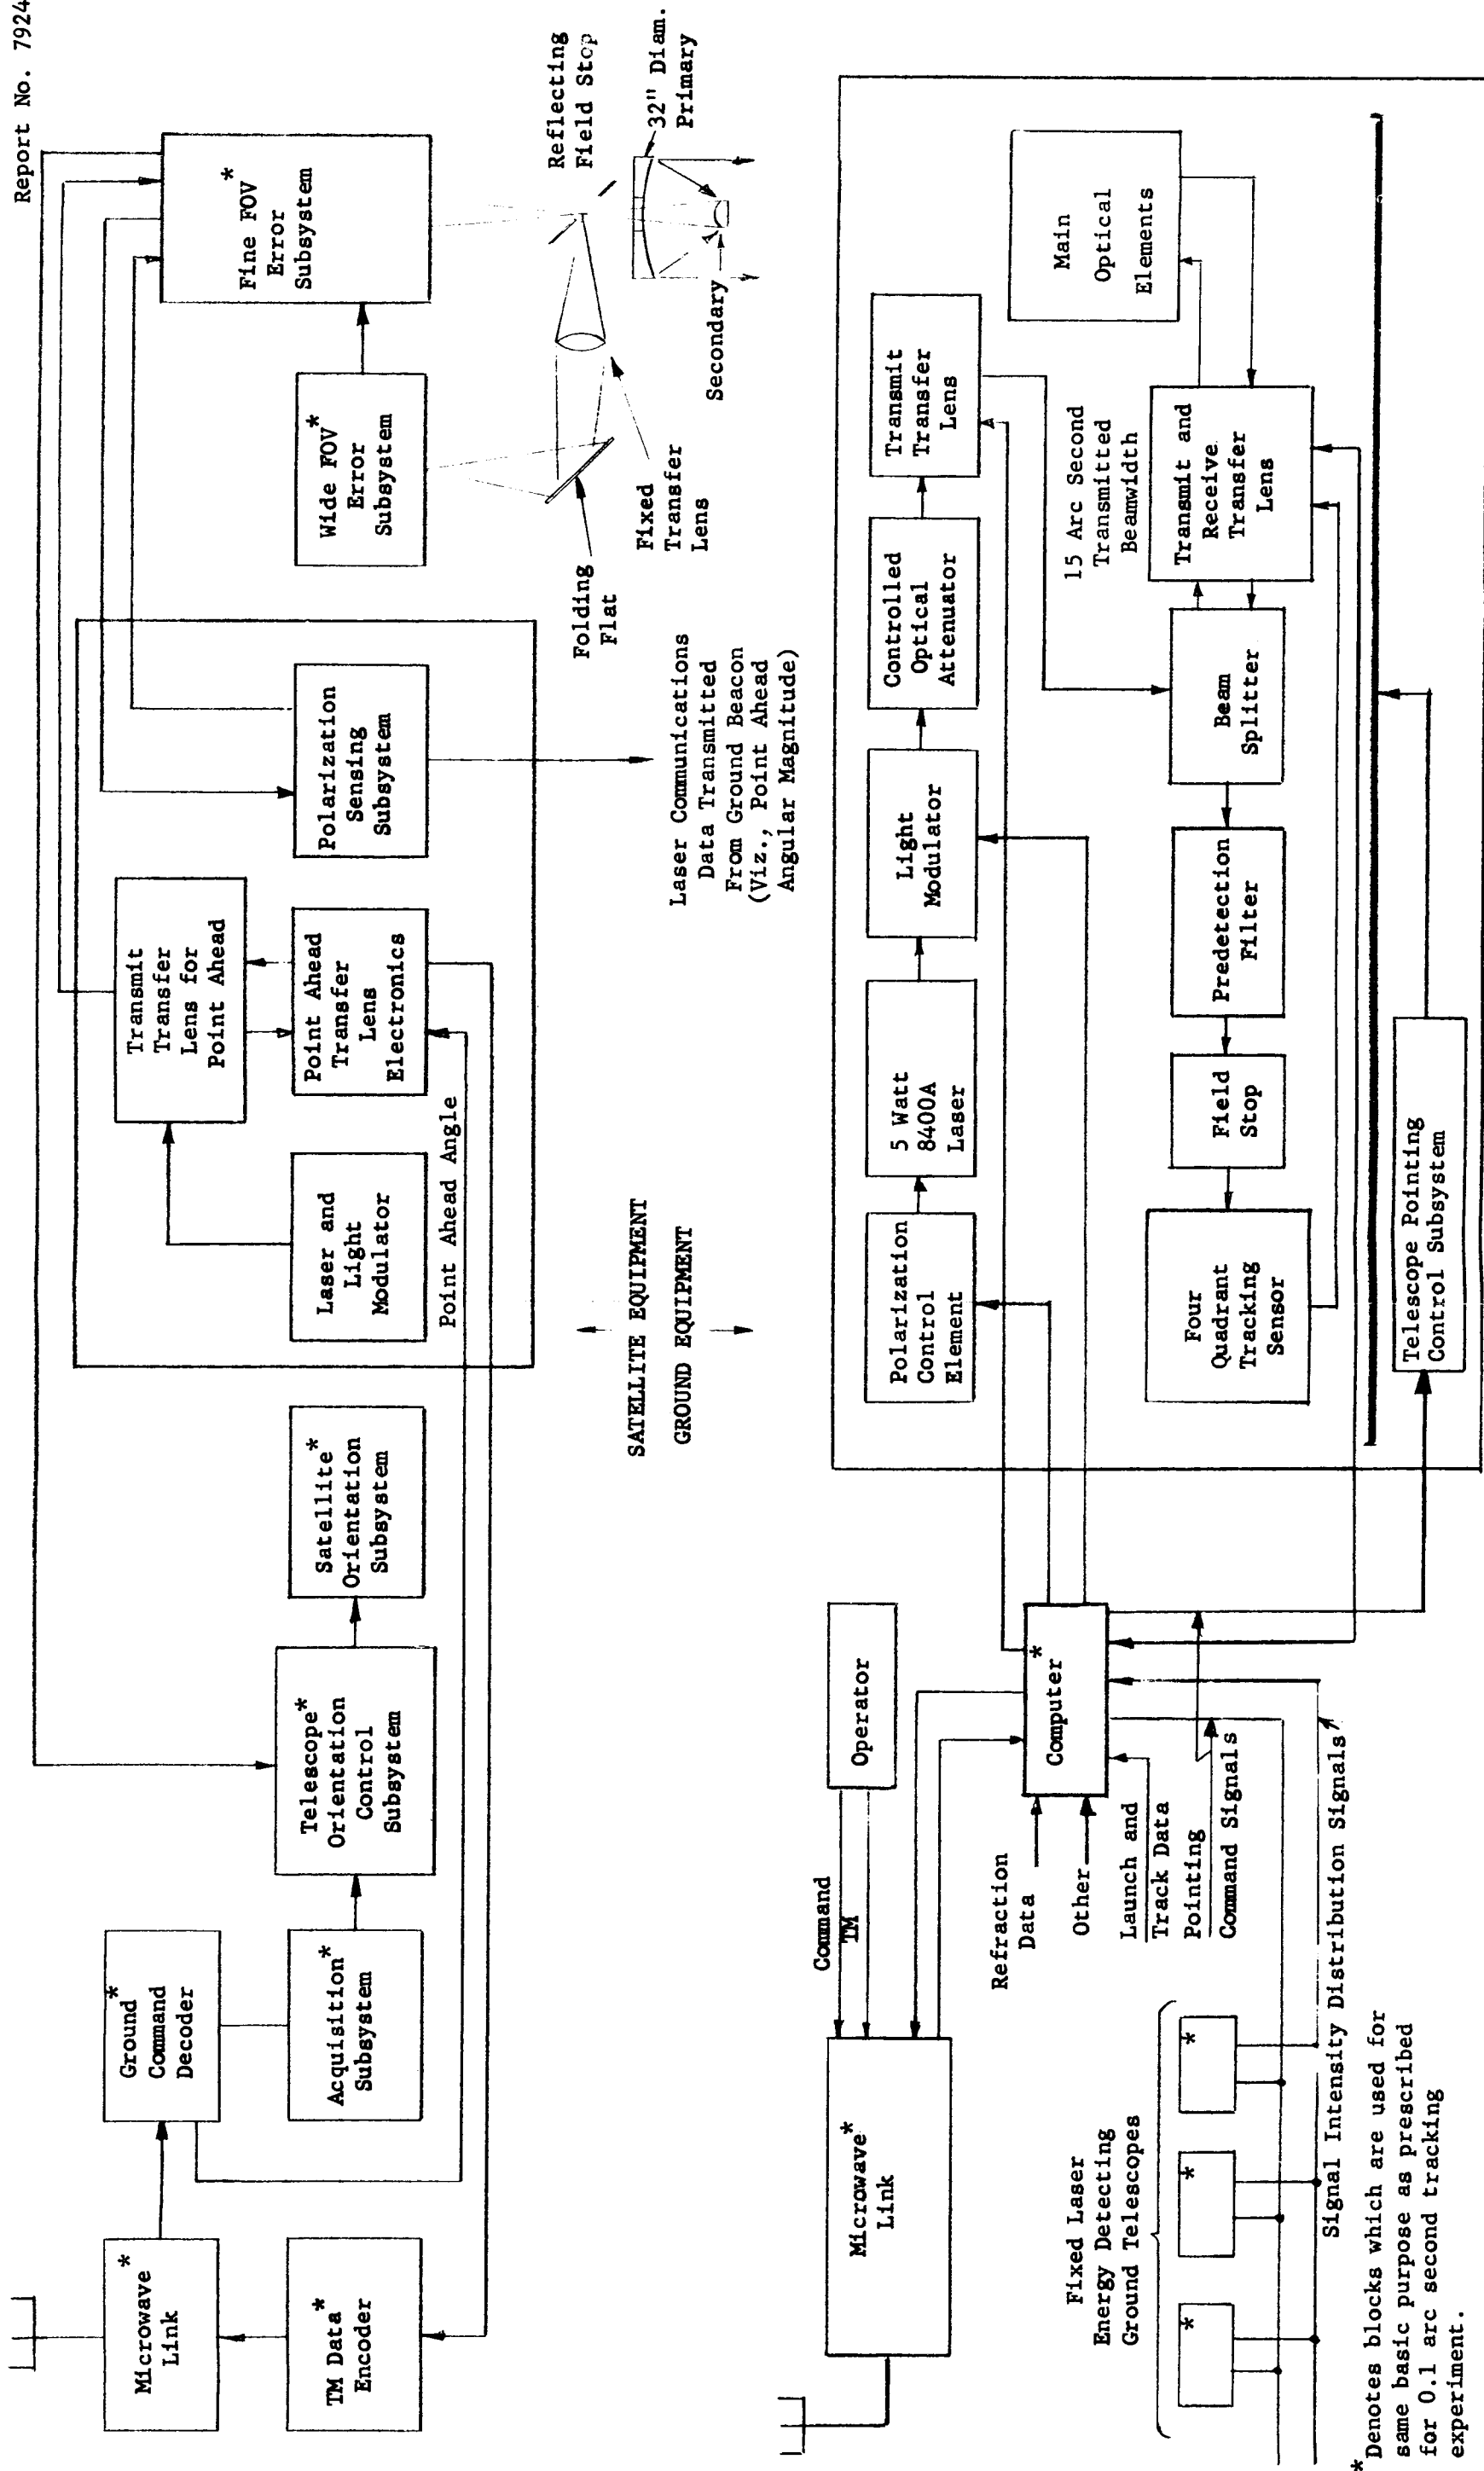 Report No. 7924
Microwave*
Link
TM Data*
Encoder
Ground*
Command
Decoder
Acquisition*
Subsystem
Telescope*
Orientation
Control
Subsystem
Satellite*
Orientation
Subsystem
Laser and
Light
Modulator
Point Ahead Angle
Transmit
Transfer
Lens for
Point Ahead
Point Ahead
Transfer
Lens
Electronics
Polarization
Sensing
Subsystem
Laser Communications
Data Transmitted
From Ground Beacon
(Viz., Point Ahead
Angular Magnitude)
Wide FOV*
Error
Subsystem
Fine FOV*
Error
Subsystem
Folding
Flat
Fixed
Transfer
Lens
Reflecting
Field Stop
32" Diam.
Primary
Secondary
SATELLITE EQUIPMENT
GROUND EQUIPMENT
Microwave*
Link
Command
TM
Operator
Computer*
Refraction
Data
Other
Launch and
Track Data
Pointing
Command Signals
Fixed Laser
Energy Detecting
Ground Telescopes
*
*
*
Signal Intensity Distribution Signals
Polarization
Control
Element
5 Watt
8400A
Laser
Light
Modulator
Controlled
Optical
Attenuator
Transmit
Transfer
Lens
15 Arc Second
Transmitted
Beamwidth
Main
Optical
Elements
Four
Quadrant
Tracking
Sensor
Field
Stop
Predetection
Filter
Beam
Splitter
Transmit and
Receive
Transfer
Lens
Telescope Pointing
Control Subsystem
*Denotes blocks which are used for
same basic purpose as prescribed
for 0.1 arc second tracking
experiment.